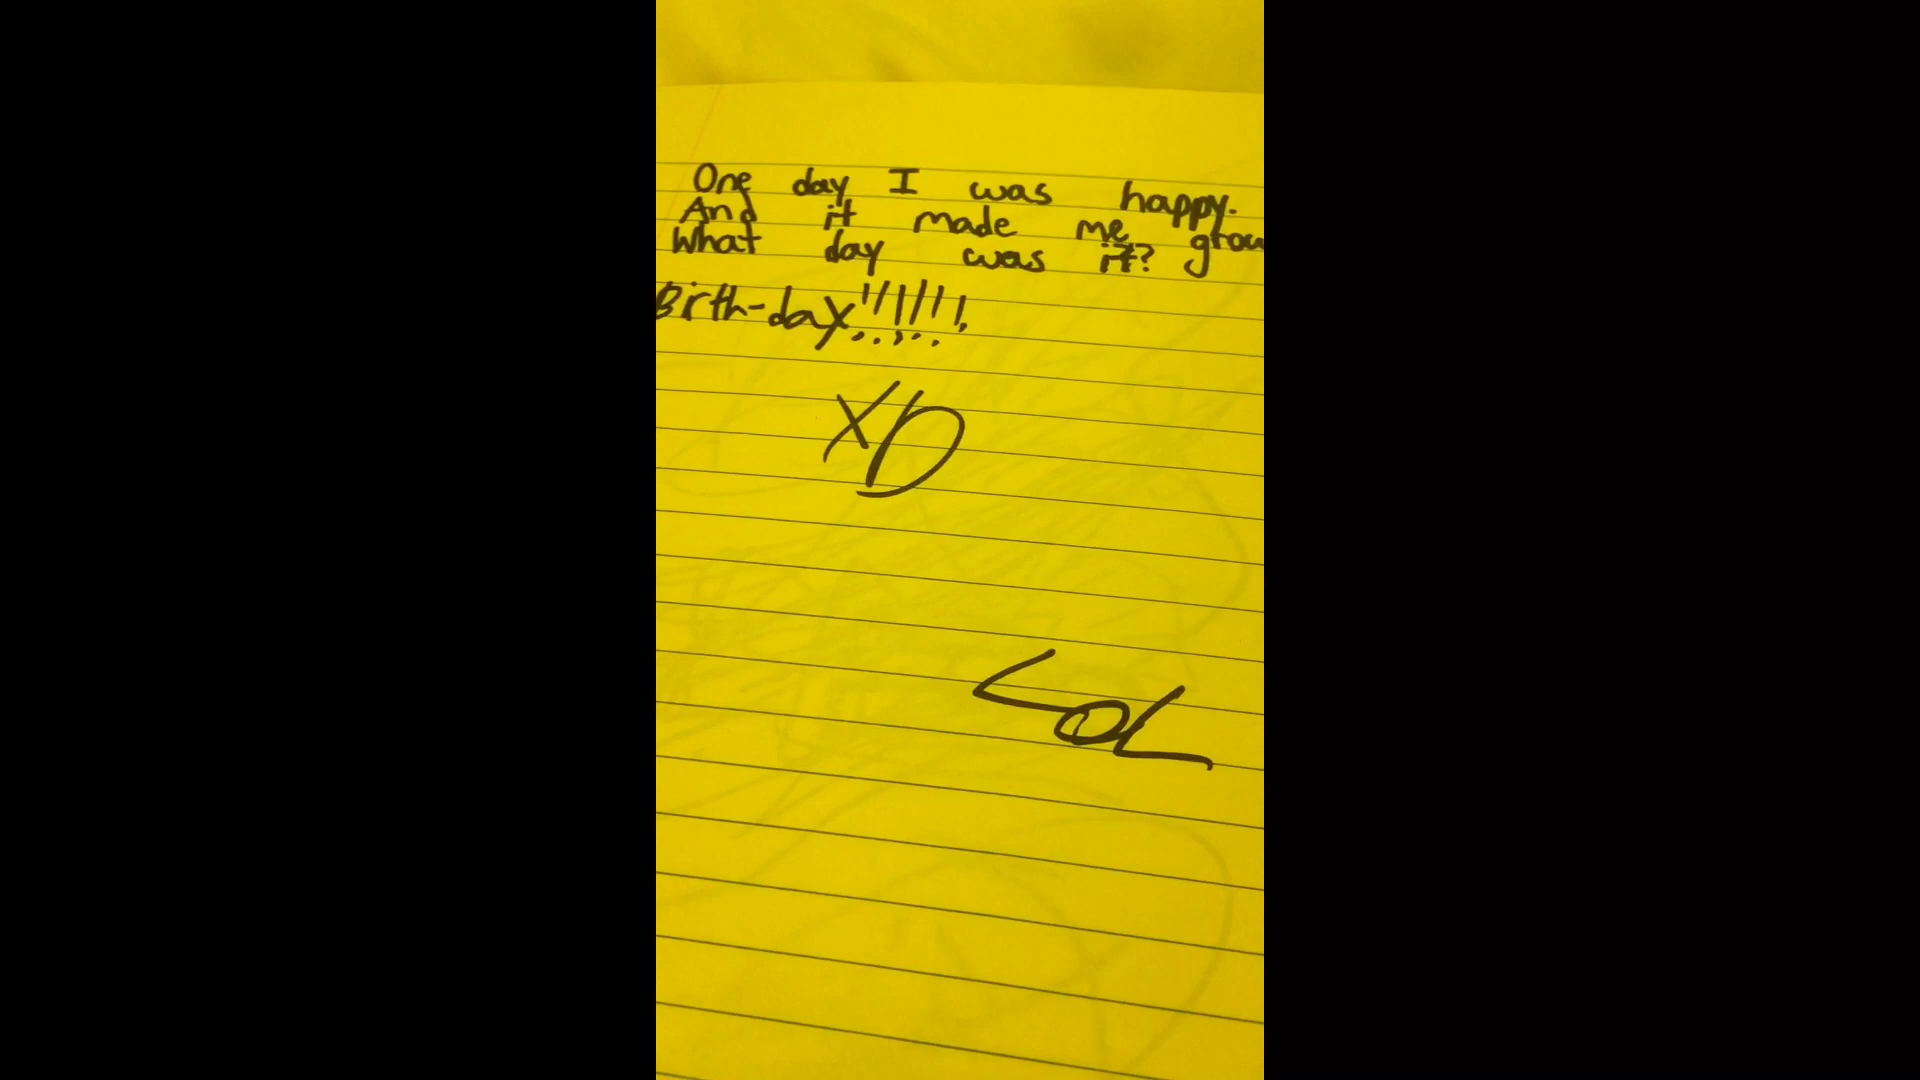 One day I was happy.
And it made me grow
What day was it?
Birth-day!!!!!!
XD
LOL